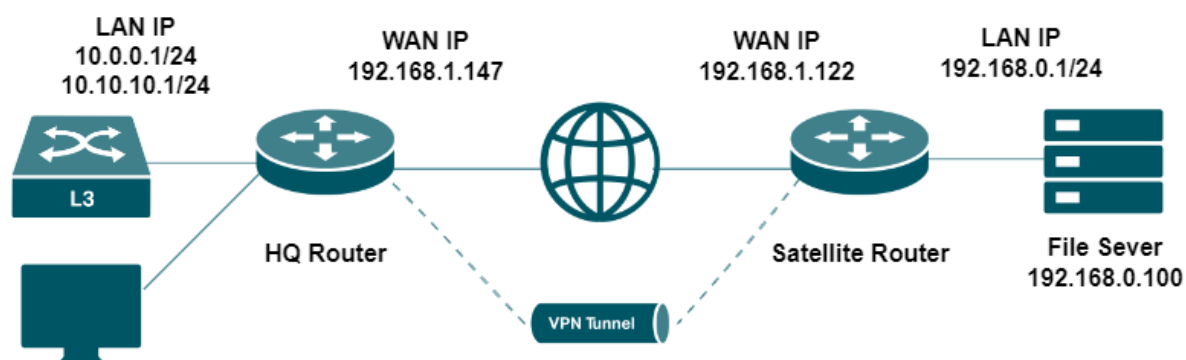 LAN IP
10.0.0.1/24
10.10.10.1/24
WAN IP
192.168.1.147
WAN IP
192.168.1.122
LAN IP
192.168.0.1/24
L3
HQ Router
Satellite Router
File Sever
192.168.0.100
VPN Tunnel